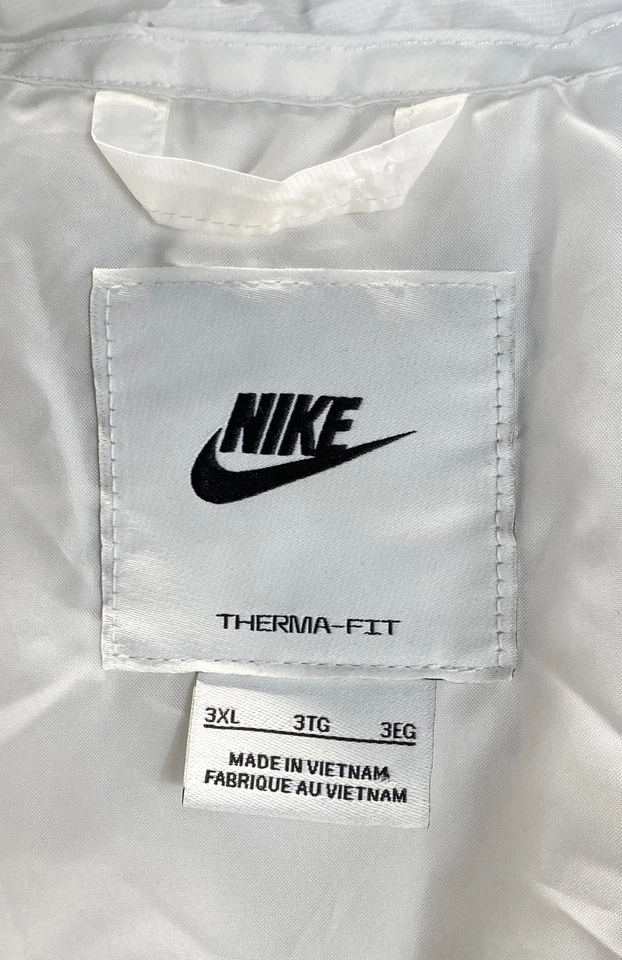 NIKE
THERMA-FIT
3XL 3TG 3EG
MADE IN VIETNAM
FABRIQUE AU VIETNAM